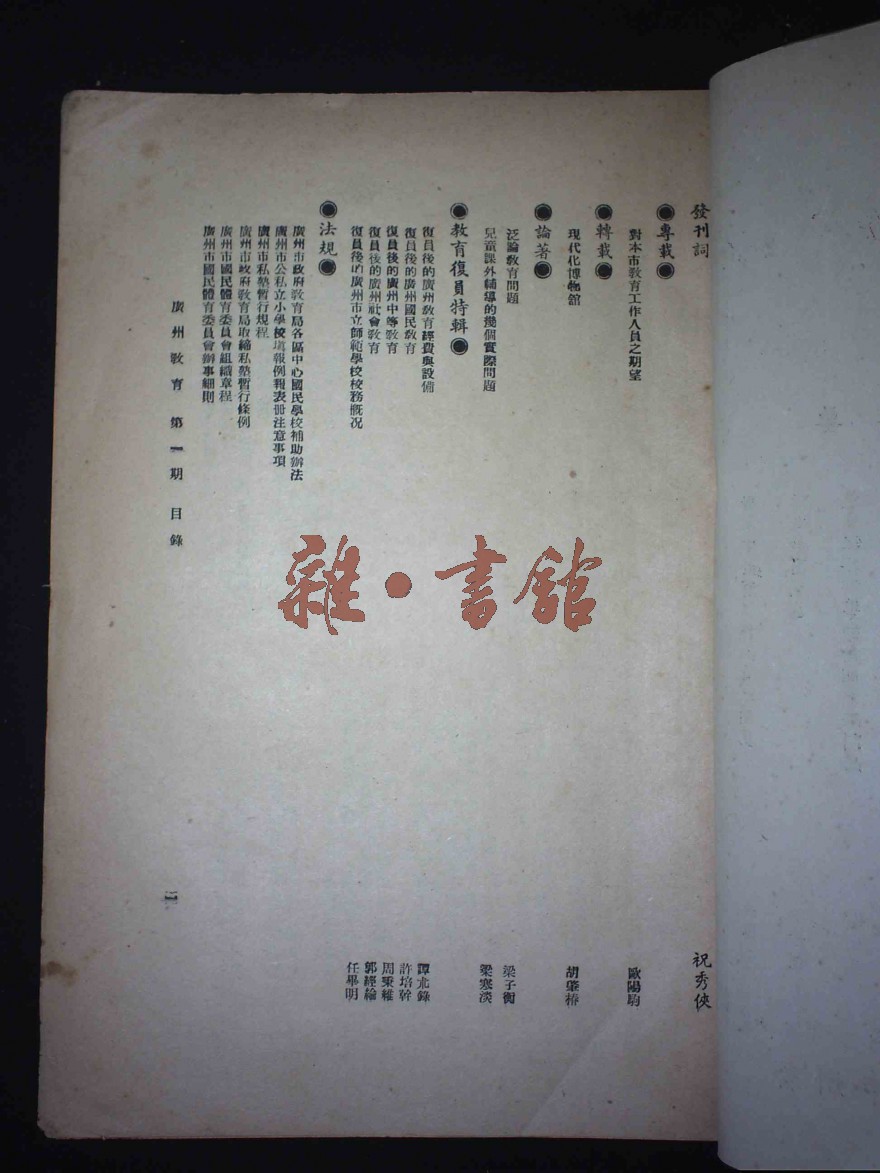 發刊詞 祝秀俠
●專載●
對本市教育工作人員之期望 歐陽駒
●轉載●
現代化博物館 胡肇椿
●論著●
泛論教育問題 梁子衡
兒童課外輔導的幾個實際問題 梁寒淡
●教育復員特輯●
復員後的廣州教育經費與設備 譚允錄
復員後的廣州國民教育 許培幹
復員後的廣州中等教育 周秉維
復員後的廣州社會教育 郭經綸
復員後的廣州市立師範學校校務概况 任畢明
●法規●
廣州市政府教育局各區中心國民學校補助辦法
廣州市公私立小學校填報例報表册注意事項
廣州市私塾暫行規程
廣州市政府教育局取締私塾暫行條例
廣州市國民體育委員會組織章程
廣州市國民體育委員會辦事細則
廣州教育 第一期 目錄
雜·書館